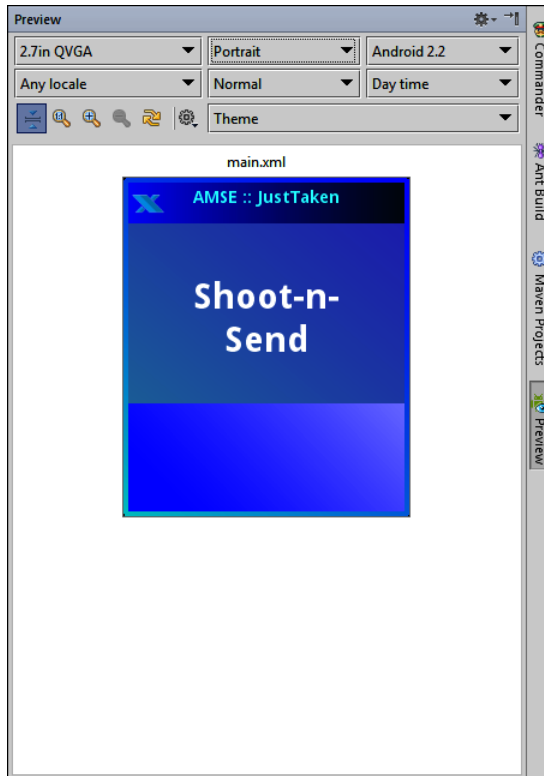 Preview
2.7in QVGA
Portrait
Android 2.2
Any locale
Normal
Day time
Theme
main.xml
AMSE :: JustTaken
Shoot-n-
Send
Commander
Ant Build
Maven Projects
Preview